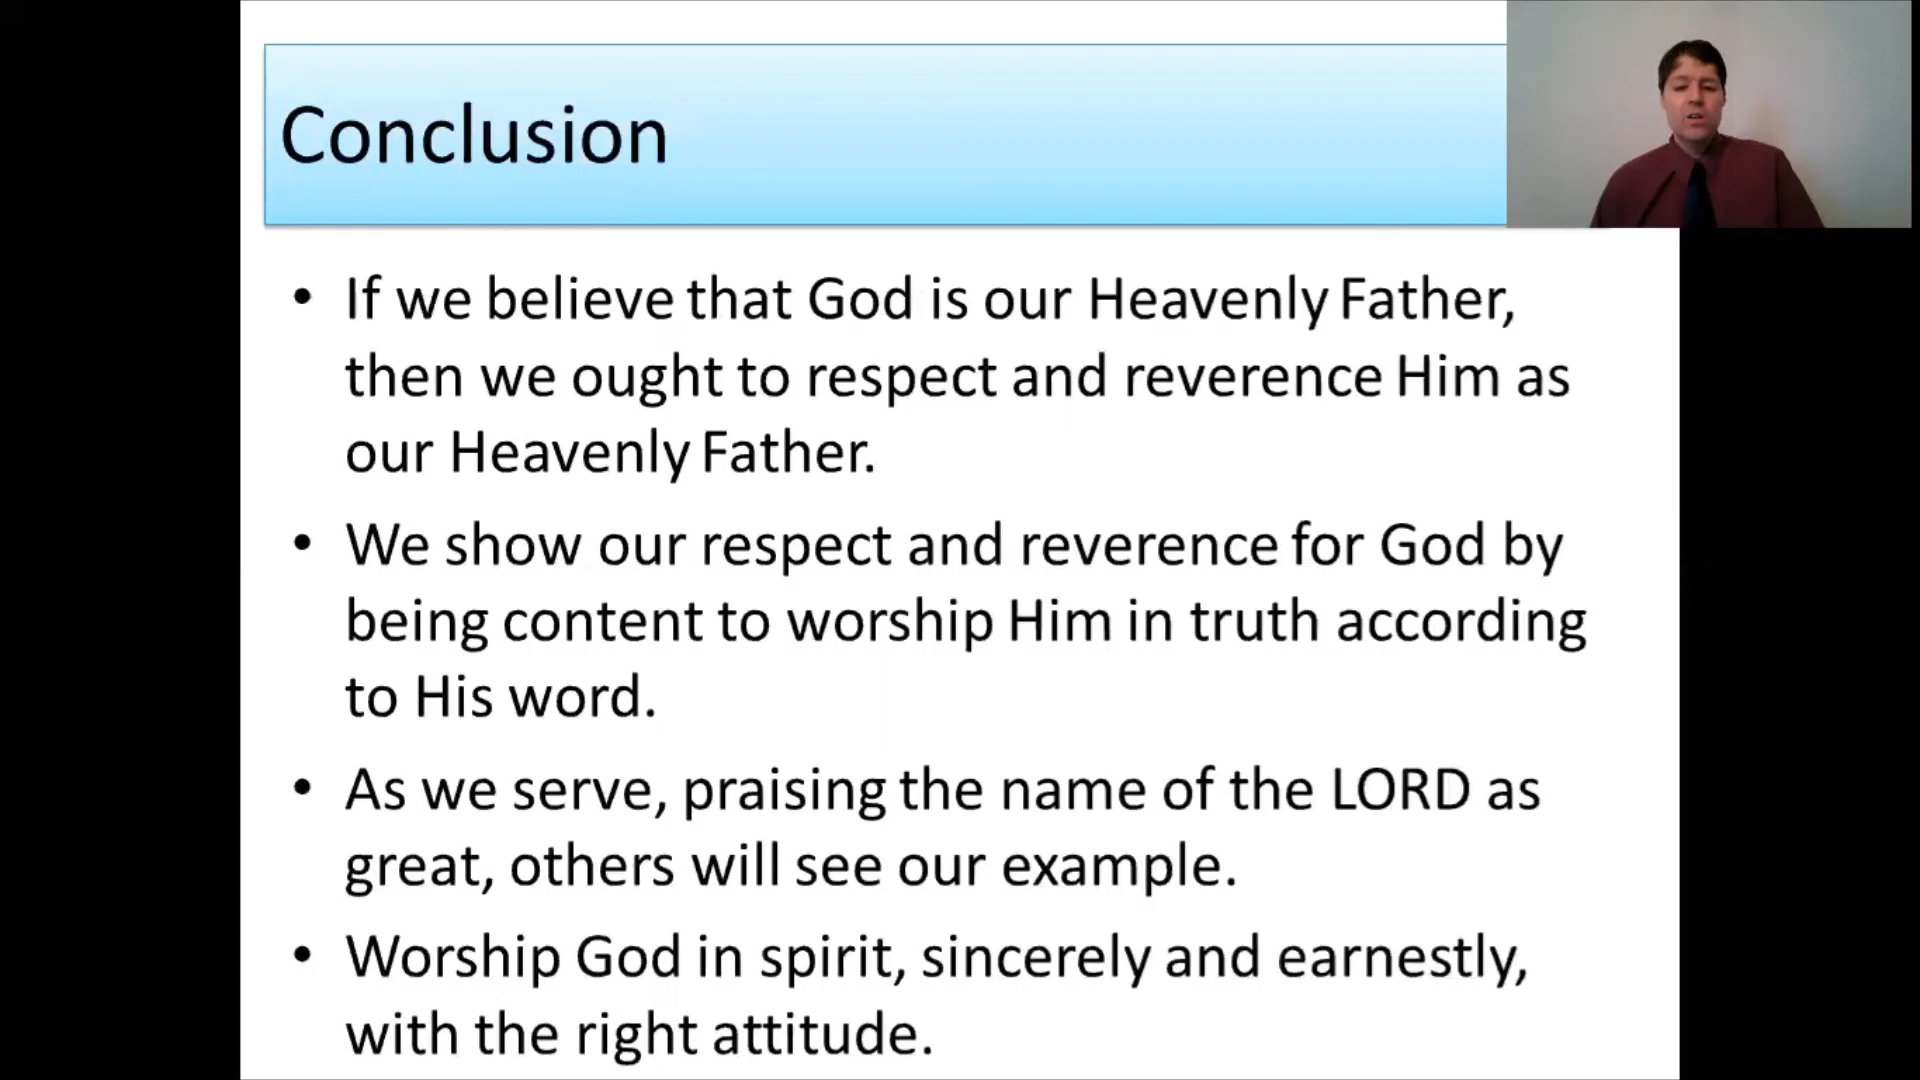 Conclusion
• If we believe that God is our Heavenly Father,
then we ought to respect and reverence Him as
our Heavenly Father.
• We show our respect and reverence for God by
being content to worship Him in truth according
to His word.
• As we serve, praising the name of the LORD as
great, others will see our example.
• Worship God in spirit, sincerely and earnestly,
with the right attitude.